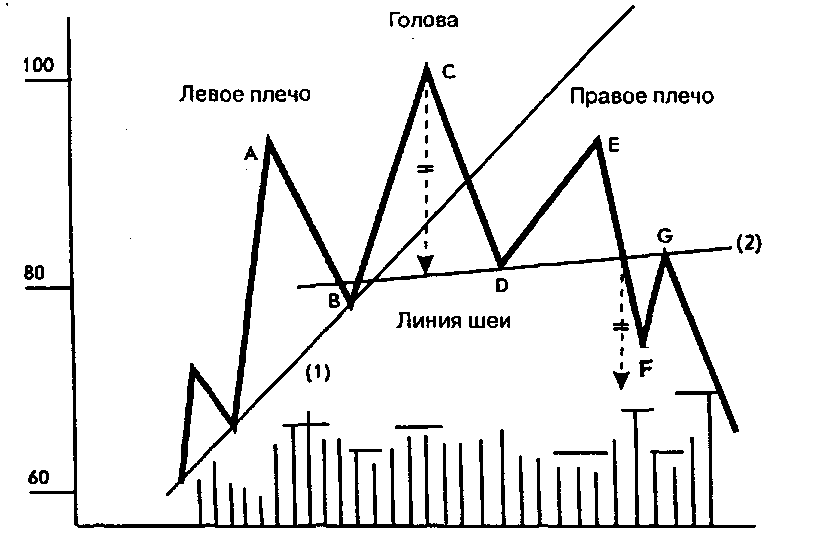 Голова
100
C
Левое плечо
Правое плечо
A
E
G
(2)
80
B
D
Линия шеи
(1)
F
60